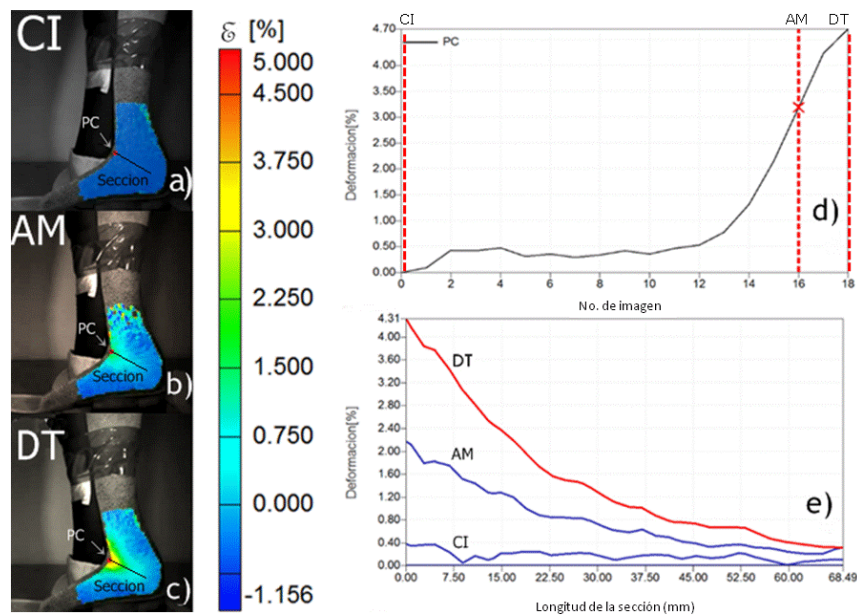 CI
PC
Seccion
a)
AM
PC
Seccion
b)
DT
PC
Seccion
c)
ℰ [%]
5.000
4.500
3.750
3.000
2.250
1.500
0.750
0.000
-1.156
CI AM DT
4.70
4.00
3.50
3.00
2.50
2.00
1.50
1.00
0.50
0.00
Deformacion[%]
PC
d)
0 2 4 6 8 10 12 14 16 18
No. de imagen
4.31
4.00
3.60
3.20
2.80
2.40
2.00
1.60
1.20
0.80
0.40
0.00
Deformacion[%]
DT
AM
CI
e)
0.00 7.50 15.00 22.50 30.00 37.50 45.00 52.50 60.00 68.49
Longitud de la sección (mm)